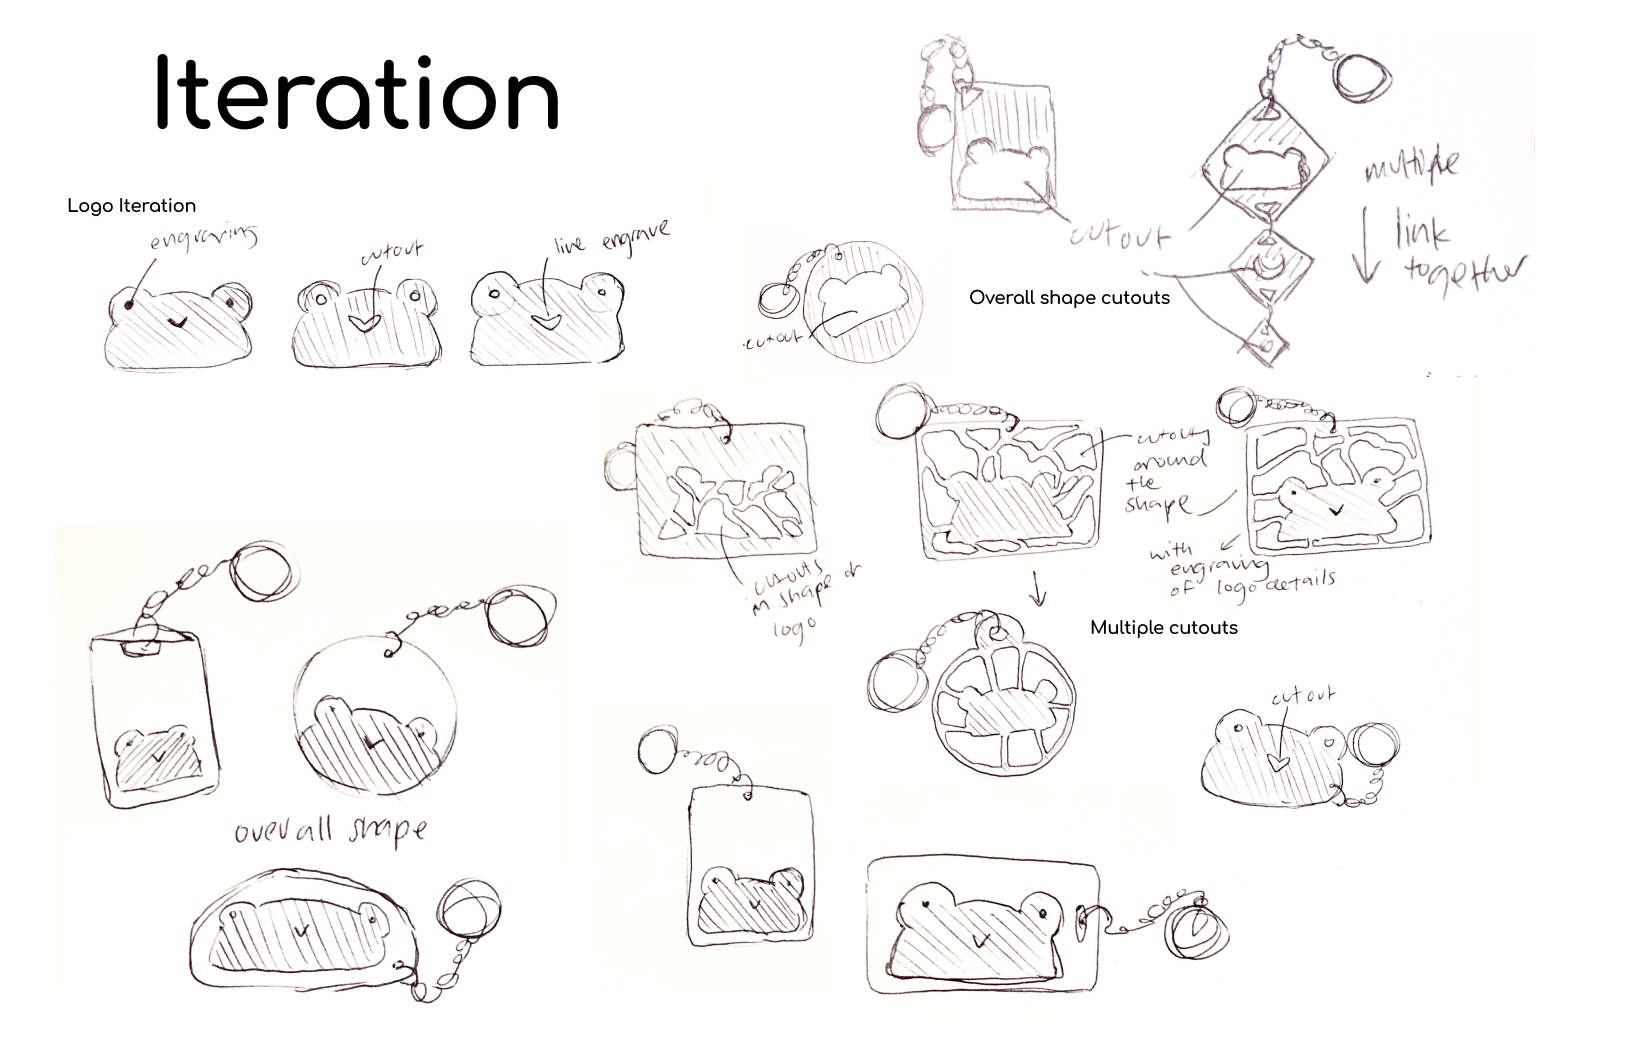 Iteration
Logo Iteration
engraving
cutout
line engrave
cutout
cutout
Overall shape cutouts
multiple
link
together
cutouts
in shape of
logo
cutouts
around
the
shape
with
engraving
of logo details
Multiple cutouts
cutout
overall shape